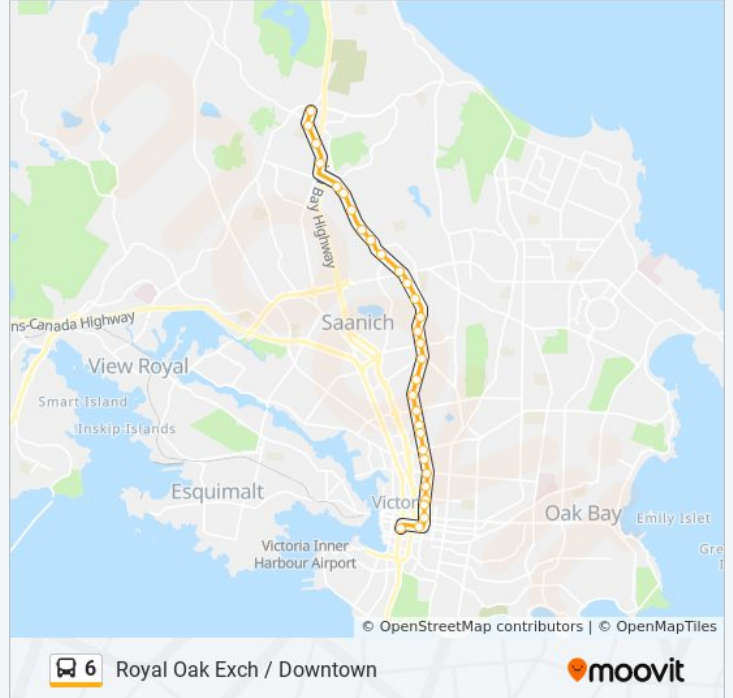 Bay Highway
Saanich
ns-Canada Highway
View Royal
Smart Island
Inskip Islands
Esquimalt
Victor
Oak Bay
Emily Islet
Gre
I
Victoria Inner
Harbour Airport
© OpenStreetMap contributors | © OpenMapTiles
6 Royal Oak Exch / Downtown
moovit